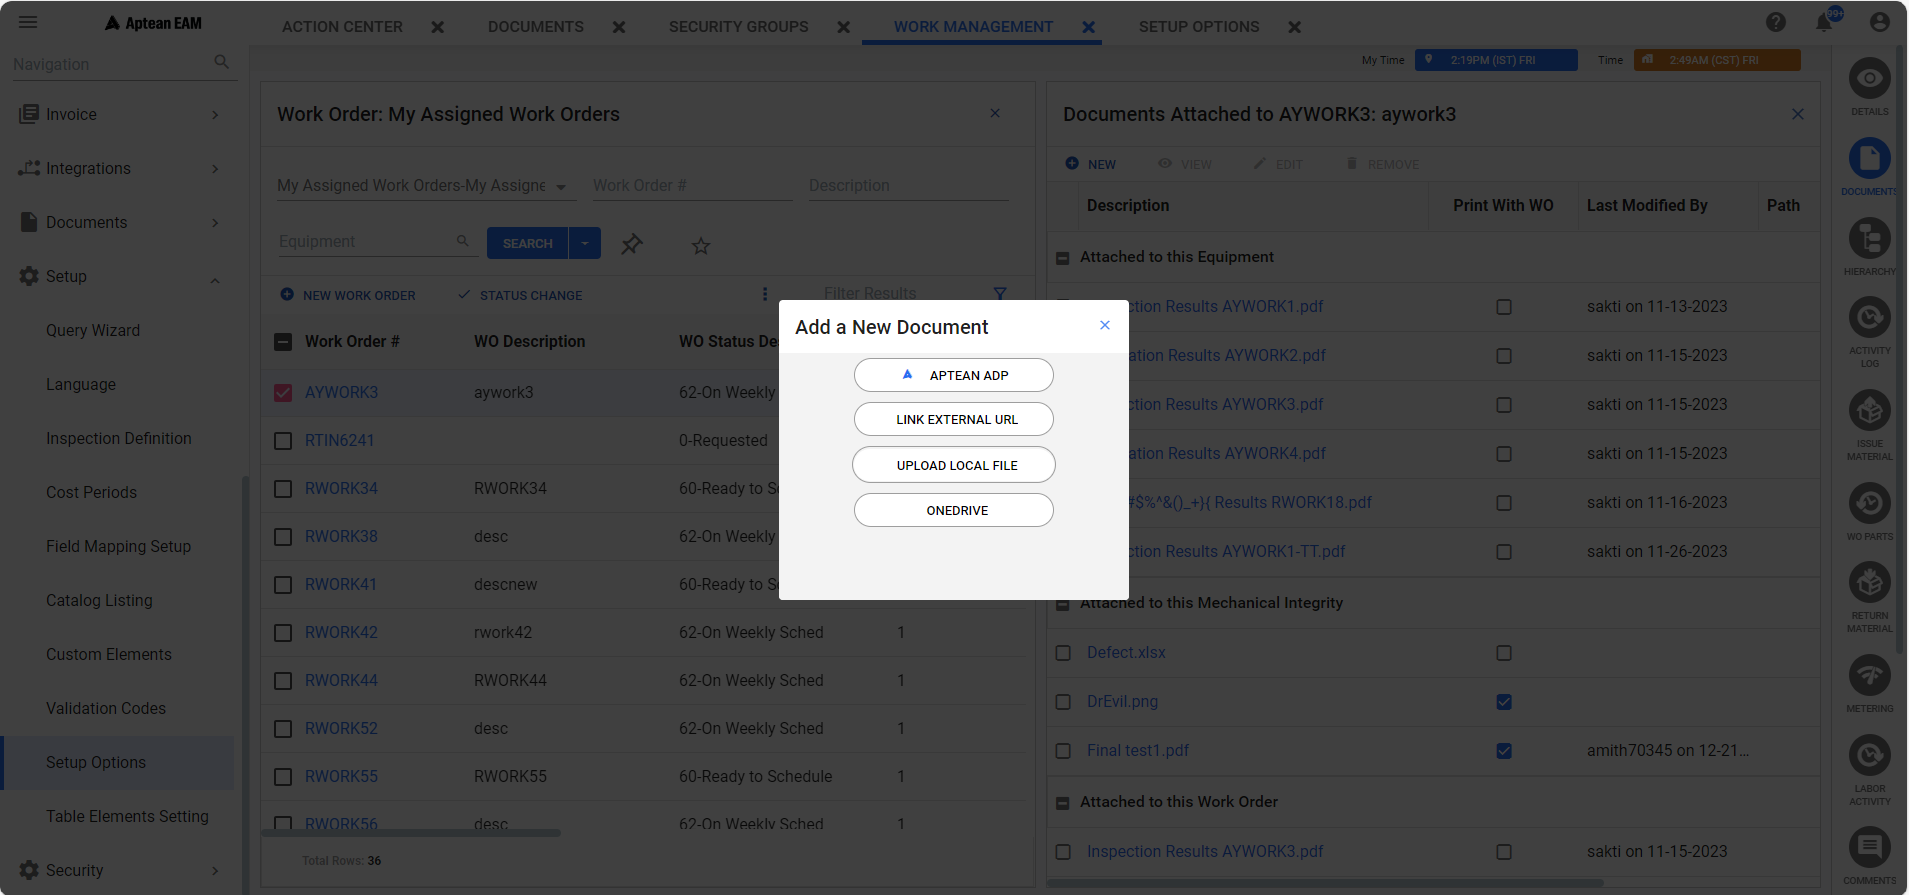 Aptean EAM
ACTION CENTER
DOCUMENTS
SECURITY GROUPS
WORK MANAGEMENT
SETUP OPTIONS
99+
Navigation
My Time
2:19PM (IST) FRI
Time
2:49AM (CST) FRI
Invoice
Integrations
Documents
Setup
Query Wizard
Language
Inspection Definition
Cost Periods
Field Mapping Setup
Catalog Listing
Custom Elements
Validation Codes
Setup Options
Table Elements Setting
Security
Work Order: My Assigned Work Orders
My Assigned Work Orders-My Assigne
Work Order #
Description
Equipment
SEARCH
NEW WORK ORDER
STATUS CHANGE
Filter Results
Work Order # WO Description WO Status De
AYWORK3 aywork3 62-On Weekly
RTIN6241 0-Requested
RWORK34 RWORK34 60-Ready to S
RWORK38 desc 62-On Weekly
RWORK41 descnew 60-Ready to S
RWORK42 rwork42 62-On Weekly Sched 1
RWORK44 RWORK44 62-On Weekly Sched 1
RWORK52 desc 62-On Weekly Sched 1
RWORK55 RWORK55 60-Ready to Schedule 1
RWORK56 desc 62-On Weekly Sched 1
Total Rows: 36
Add a New Document
APTEAN ADP
LINK EXTERNAL URL
UPLOAD LOCAL FILE
ONEDRIVE
Documents Attached to AYWORK3: aywork3
NEW
VIEW
EDIT
REMOVE
Description Print With WO Last Modified By Path
Attached to this Equipment
ction Results AYWORK1.pdf sakti on 11-13-2023
ation Results AYWORK2.pdf sakti on 11-15-2023
ction Results AYWORK3.pdf sakti on 11-15-2023
ation Results AYWORK4.pdf sakti on 11-15-2023
#$%^&()_+}{ Results RWORK18.pdf sakti on 11-16-2023
ction Results AYWORK1-TT.pdf sakti on 11-26-2023
Attached to this Mechanical Integrity
Defect.xlsx
DrEvil.png
Final test1.pdf amith70345 on 12-21...
Attached to this Work Order
Inspection Results AYWORK3.pdf sakti on 11-15-2023
DETAILS
DOCUMENTS
HIERARCHY
ACTIVITY
LOG
ISSUE
MATERIAL
WO PARTS
RETURN
MATERIAL
METERING
LABOR
ACTIVITY
COMMENTS